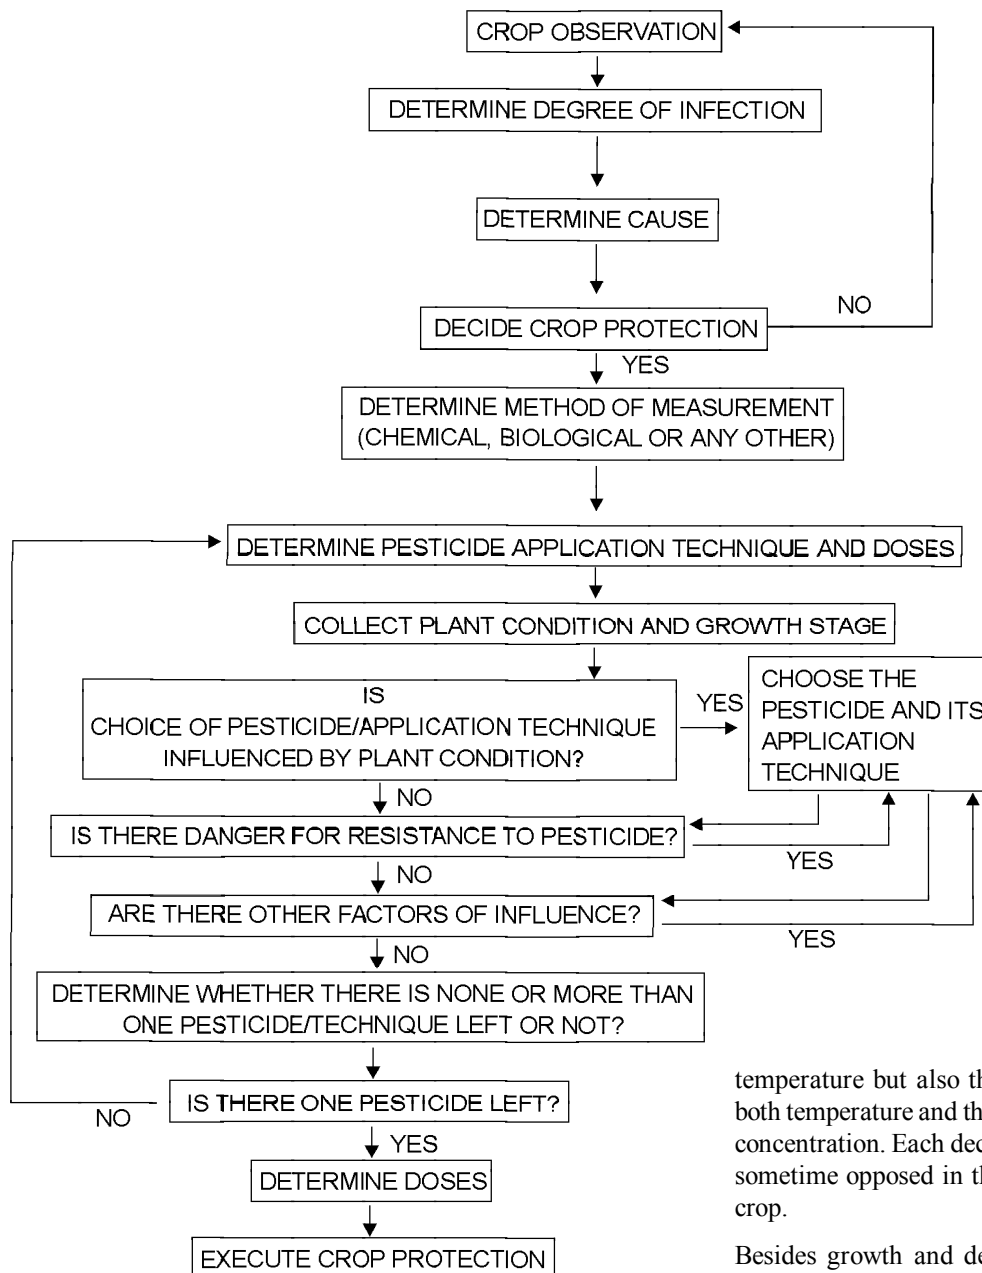 CROP OBSERVATION
DETERMINE DEGREE OF INFECTION
DETERMINE CAUSE
NO
DECIDE CROP PROTECTION
YES
DETERMINE METHOD OF MEASUREMENT
(CHEMICAL, BIOLOGICAL OR ANY OTHER)
DETERMINE PESTICIDE APPLICATION TECHNIQUE AND DOSES
COLLECT PLANT CONDITION AND GROWTH STAGE
IS
CHOICE OF PESTICIDE/APPLICATION TECHNIQUE
INFLUENCED BY PLANT CONDITION?
YES
CHOOSE THE
PESTICIDE AND ITS
APPLICATION
TECHNIQUE
NO
IS THERE DANGER FOR RESISTANCE TO PESTICIDE?
YES
NO
ARE THERE OTHER FACTORS OF INFLUENCE?
YES
NO
DETERMINE WHETHER THERE IS NONE OR MORE THAN
ONE PESTICIDE/TECHNIQUE LEFT OR NOT?
IS THERE ONE PESTICIDE LEFT?
NO
YES
DETERMINE DOSES
EXECUTE CROP PROTECTION
temperature but also th
both temperature and th
concentration. Each dec
sometime opposed in th
crop.
Besides growth and de